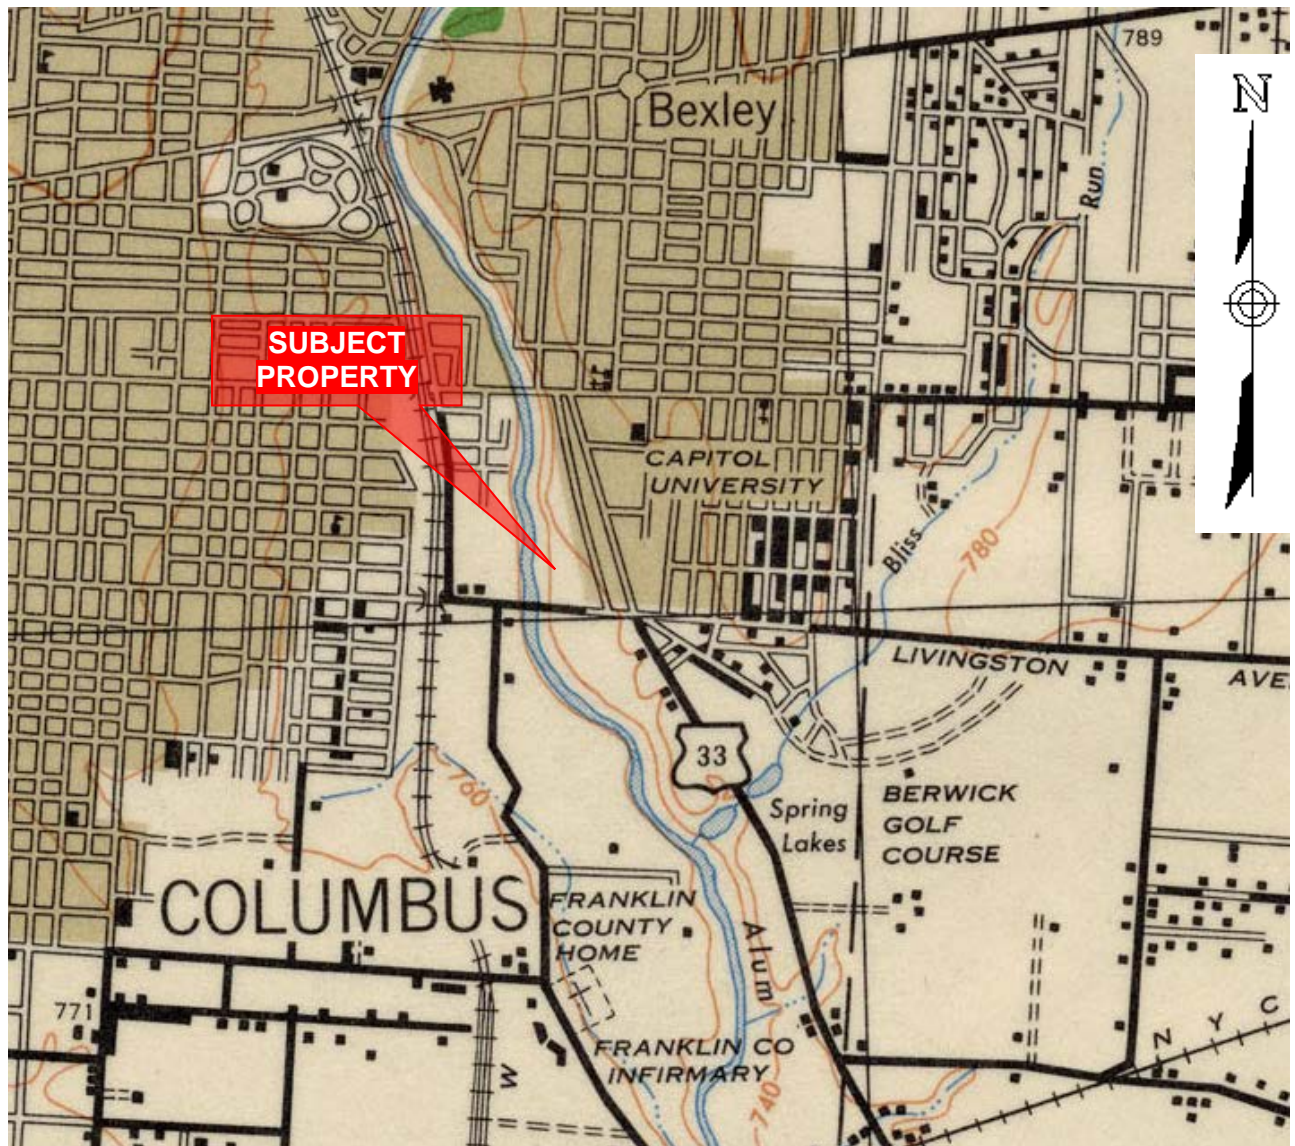 789
N
Bexley
Run
SUBJECT
PROPERTY
CAPITOL
UNIVERSITY
Bliss
780
LIVINGSTON
AVE
33
760
Spring
Lakes
BERWICK
GOLF
COURSE
COLUMBUS
FRANKLIN
COUNTY
HOME
Alum
771
N Y C
FRANKLIN CO
INFIRMARY
W
740